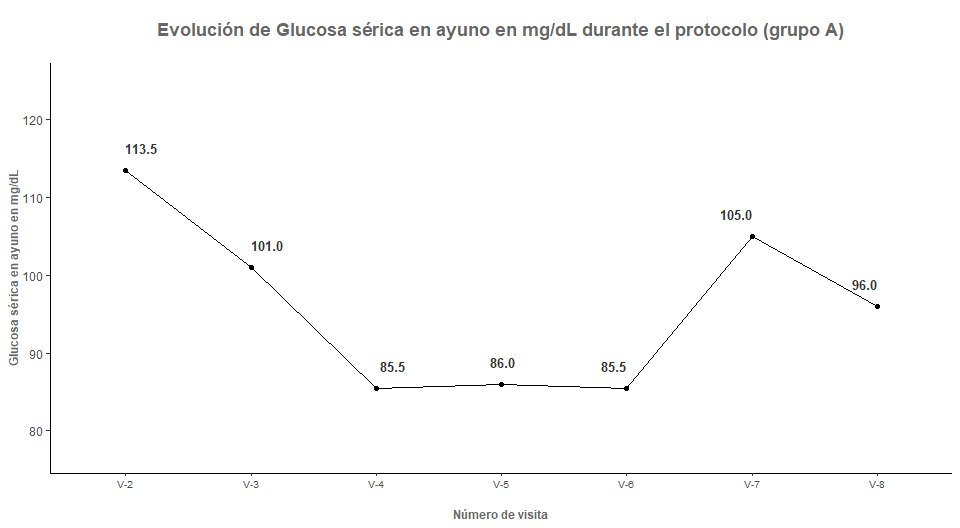 Evolución de Glucosa sérica en ayuno en mg/dL durante el protocolo (grupo A)
Glucosa sérica en ayuno en mg/dL
120
110
100
90
80
113.5
101.0
85.5
86.0
85.5
105.0
96.0
V-2
V-3
V-4
V-5
V-6
V-7
V-8
Número de visita